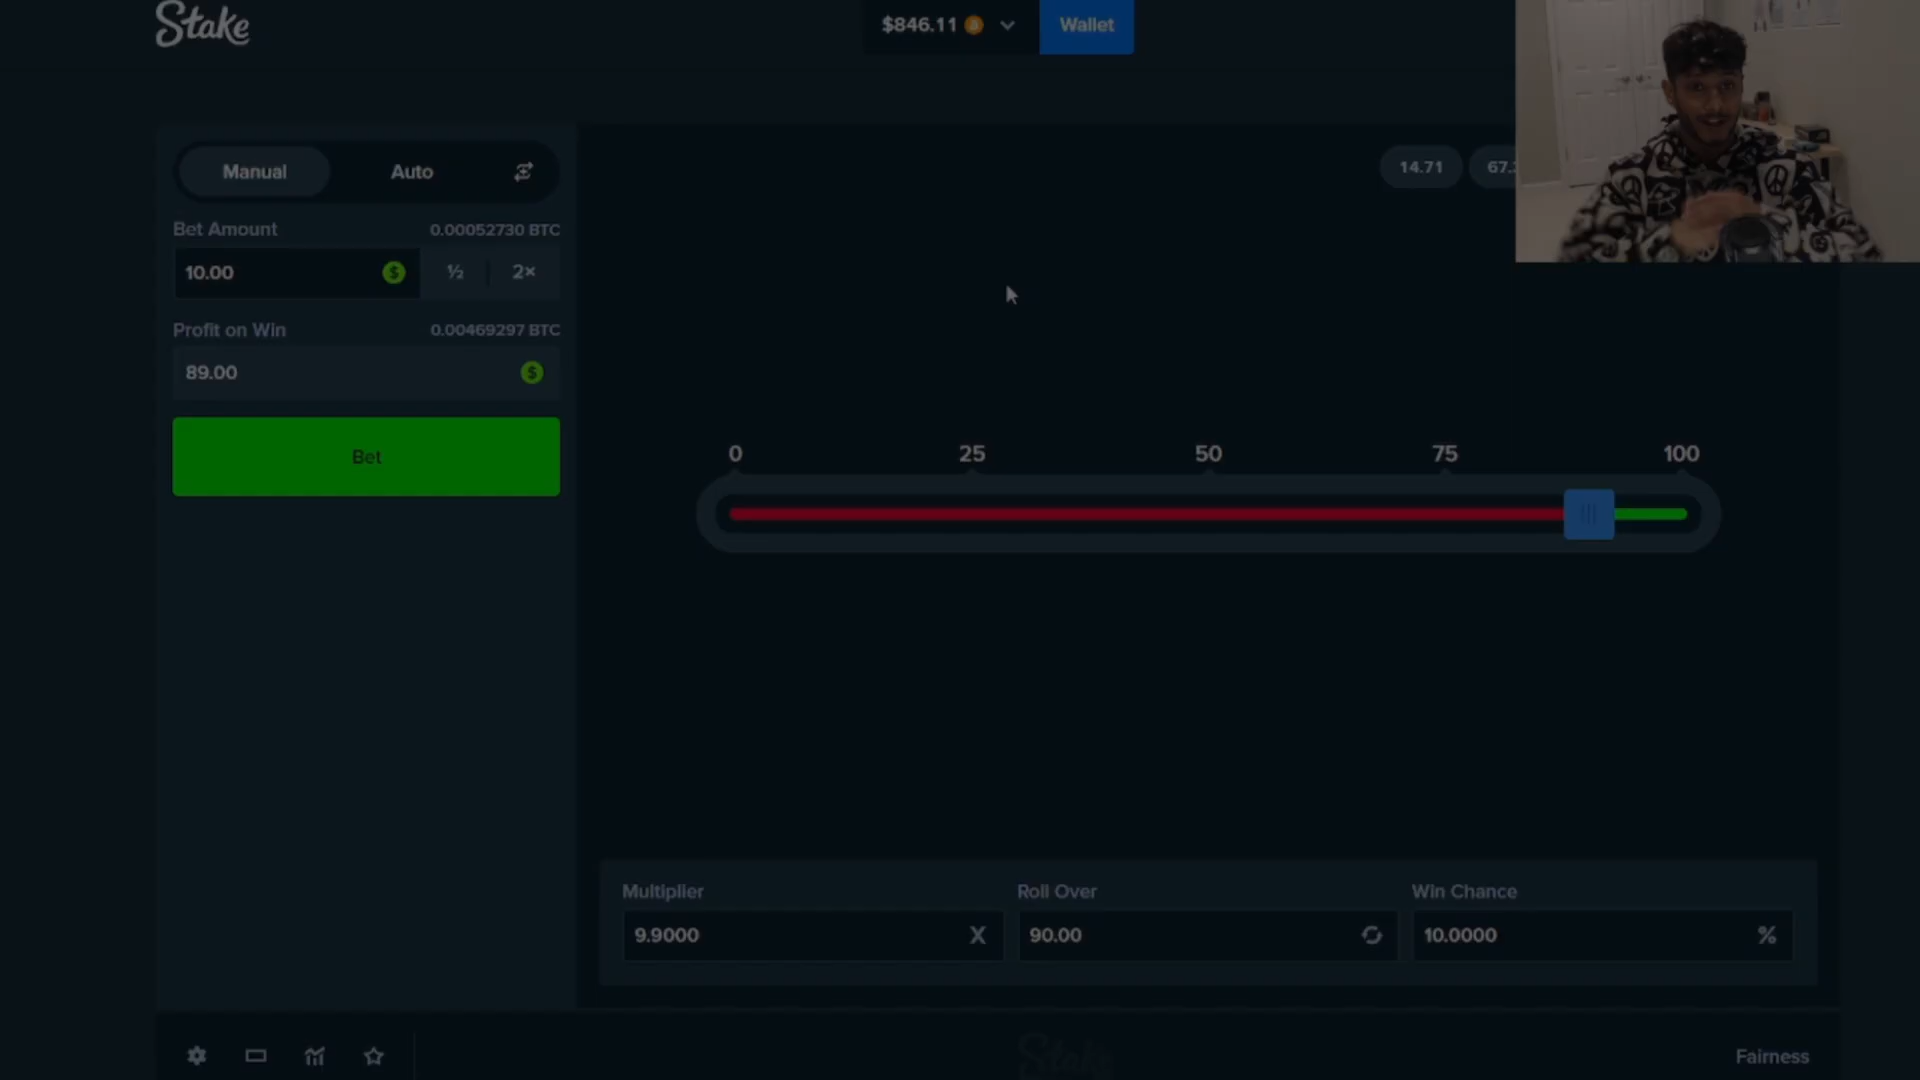 Stake
$846.11
Wallet
Manual
Auto
14.71
67.
Bet Amount
0.00052730 BTC
10.00
½
2×
Profit on Win
0.00469297 BTC
89.00
Bet
0
25
50
75
100
Multiplier
Roll Over
Win Chance
9.9000
X
90.00
10.0000
%
Stake
Fairness